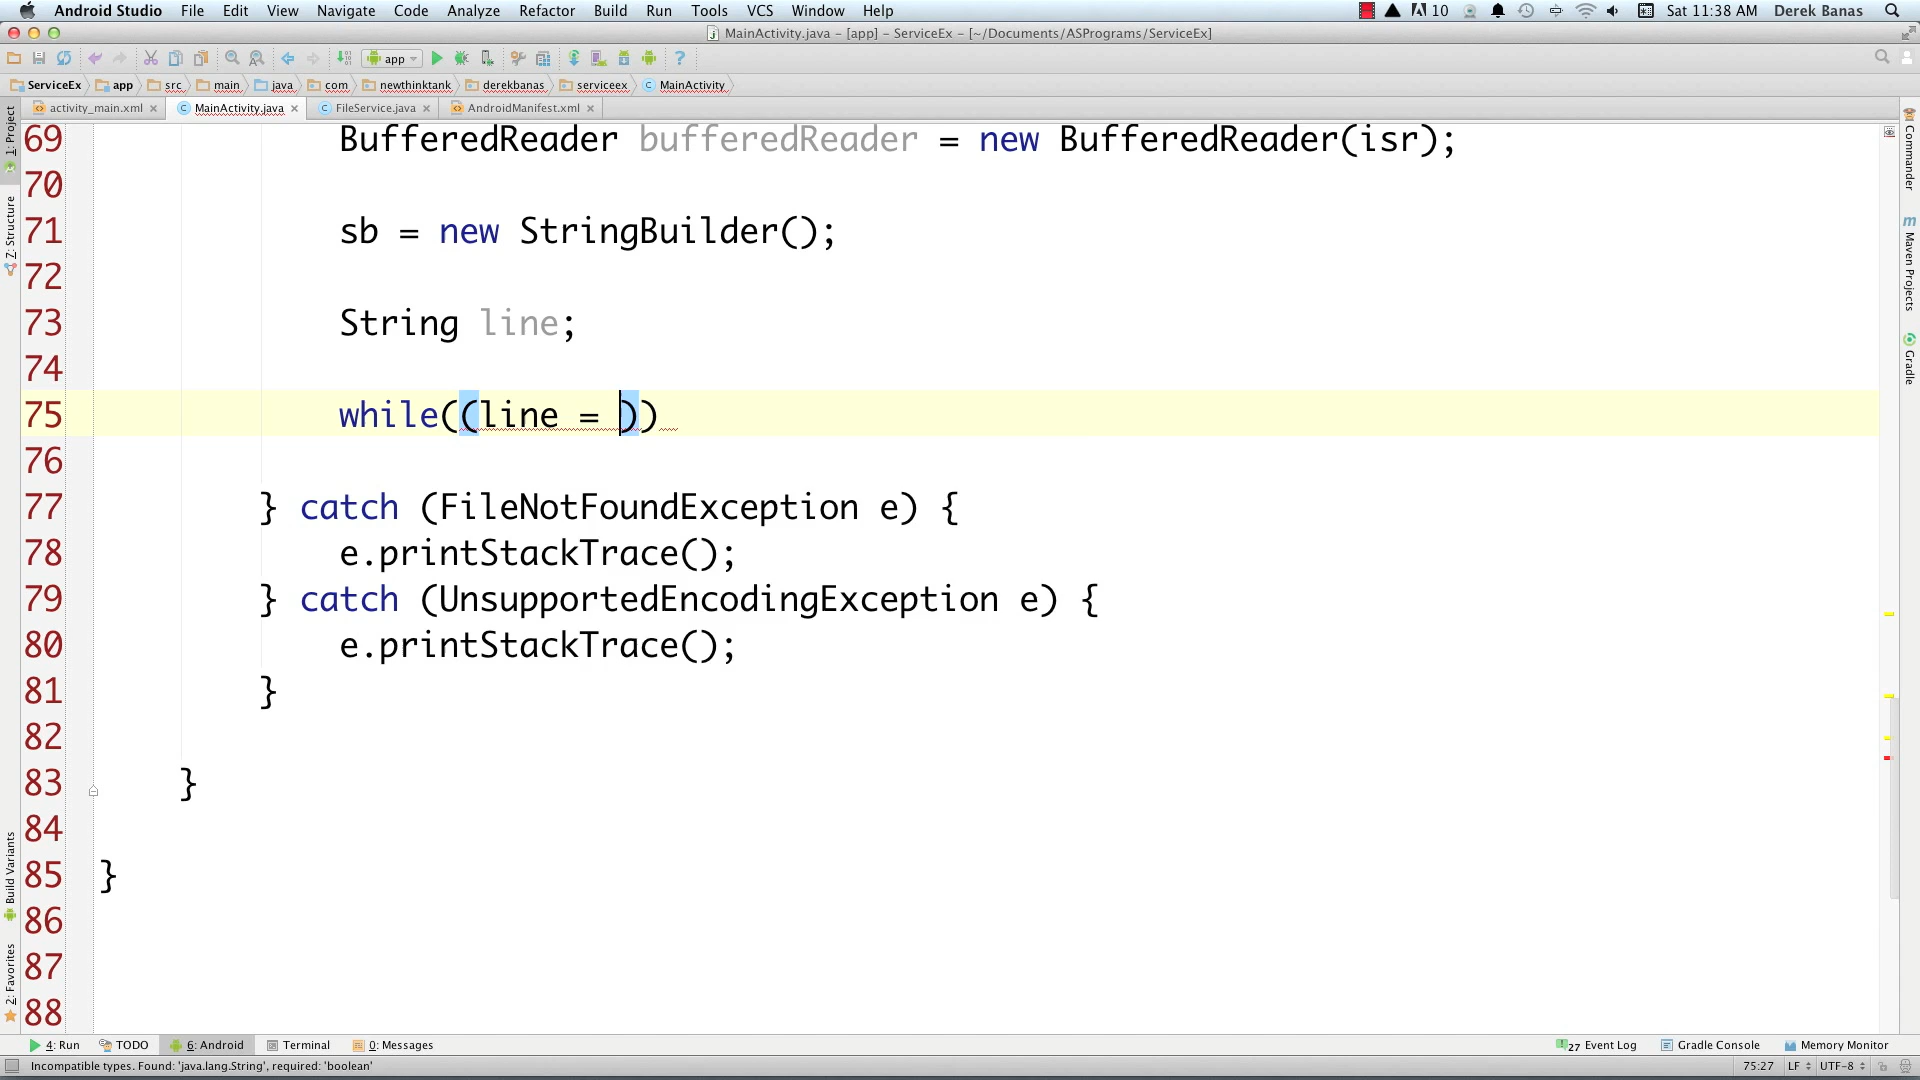 Android Studio File Edit View Navigate Code Analyze Refactor Build Run Tools VCS Window Help 10 Sat 11:38 AM Derek Banas
MainActivity.java - [app] - ServiceEx - [~/Documents/ASPrograms/ServiceEx]
app ?
ServiceEx app src main java com newthinktank derekbanas serviceex MainActivity
activity_main.xml MainActivity.java FileService.java AndroidManifest.xml
1: Project
Z: Structure
Build Variants
2: Favorites
69 BufferedReader bufferedReader = new BufferedReader(isr);
70
71 sb = new StringBuilder();
72
73 String line;
74
75 while((line = ))
76
77 } catch (FileNotFoundException e) {
78 e.printStackTrace();
79 } catch (UnsupportedEncodingException e) {
80 e.printStackTrace();
81 }
82
83 }
84
85 }
86
87
88
Commander
m Maven Projects
Gradle
4: Run TODO 6: Android Terminal 0: Messages 27 Event Log Gradle Console Memory Monitor
Incompatible types. Found: 'java.lang.String', required: 'boolean' 75:27 LF UTF-8